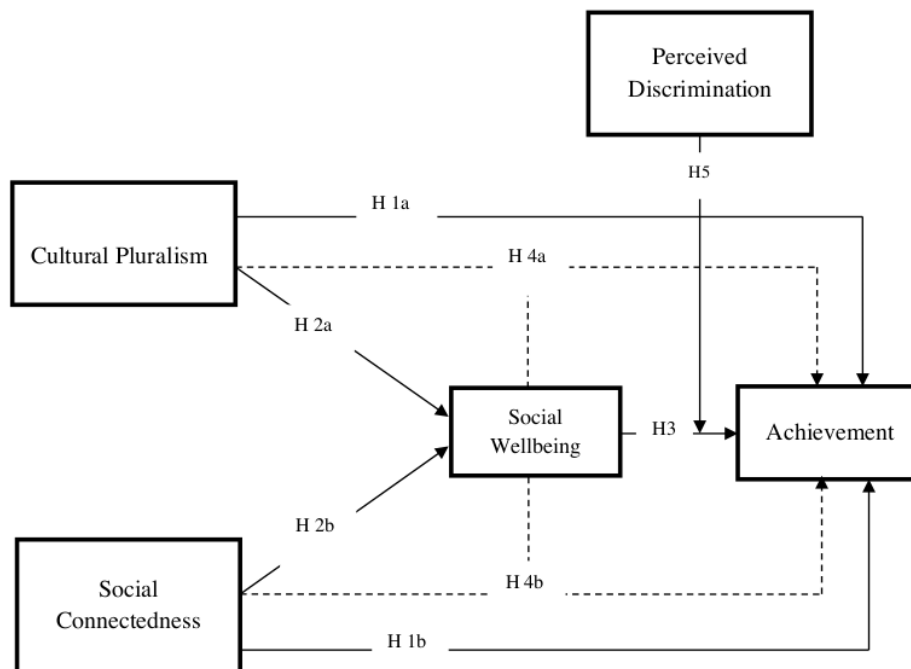 Perceived
Discrimination
H5
H 1a
Cultural Pluralism
H 4a
H 2a
Social
Wellbeing
H3
Achievement
H 2b
Social
Connectedness
H 4b
H 1b